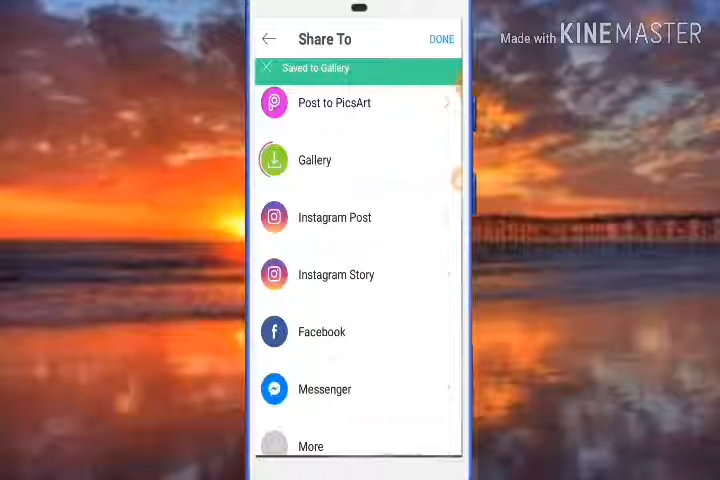 Share To
DONE
Made with KINEMASTER
Saved to Gallery
Post to PicsArt
Gallery
Instagram Post
Instagram Story
Facebook
Messenger
More